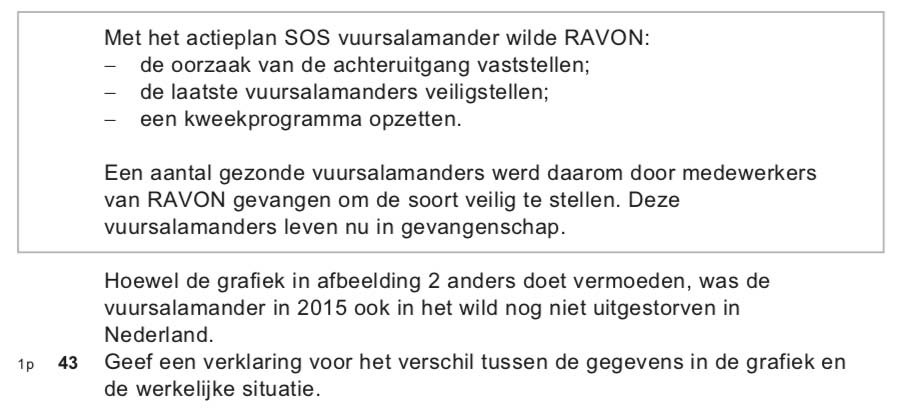 Met het actieplan SOS vuursalamander wilde RAVON:
– de oorzaak van de achteruitgang vaststellen;
– de laatste vuursalamanders veiligstellen;
– een kweekprogramma opzetten.
Een aantal gezonde vuursalamanders werd daarom door medewerkers
van RAVON gevangen om de soort veilig te stellen. Deze
vuursalamanders leven nu in gevangenschap.
Hoewel de grafiek in afbeelding 2 anders doet vermoeden, was de
vuursalamander in 2015 ook in het wild nog niet uitgestorven in
Nederland.
1p 43 Geef een verklaring voor het verschil tussen de gegevens in de grafiek en
de werkelijke situatie.